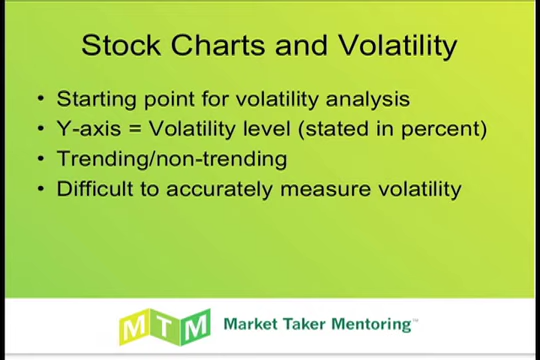 Stock Charts and Volatility
• Starting point for volatility analysis
• Y-axis = Volatility level (stated in percent)
• Trending/non-trending
• Difficult to accurately measure volatility
MTM Market Taker Mentoring™